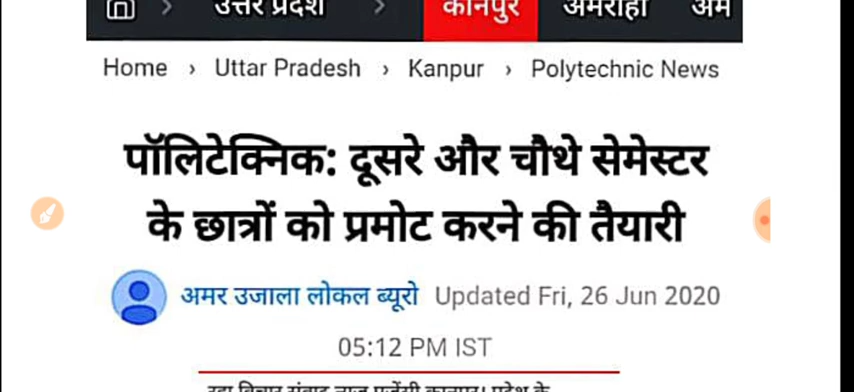 उत्तर प्रदेश > कानपुर अमरोहा अम
Home › Uttar Pradesh › Kanpur › Polytechnic News
पॉलिटेक्निक: दूसरे और चौथे सेमेस्टर
के छात्रों को प्रमोट करने की तैयारी
अमर उजाला लोकल ब्यूरो Updated Fri, 26 Jun 2020
05:12 PM IST